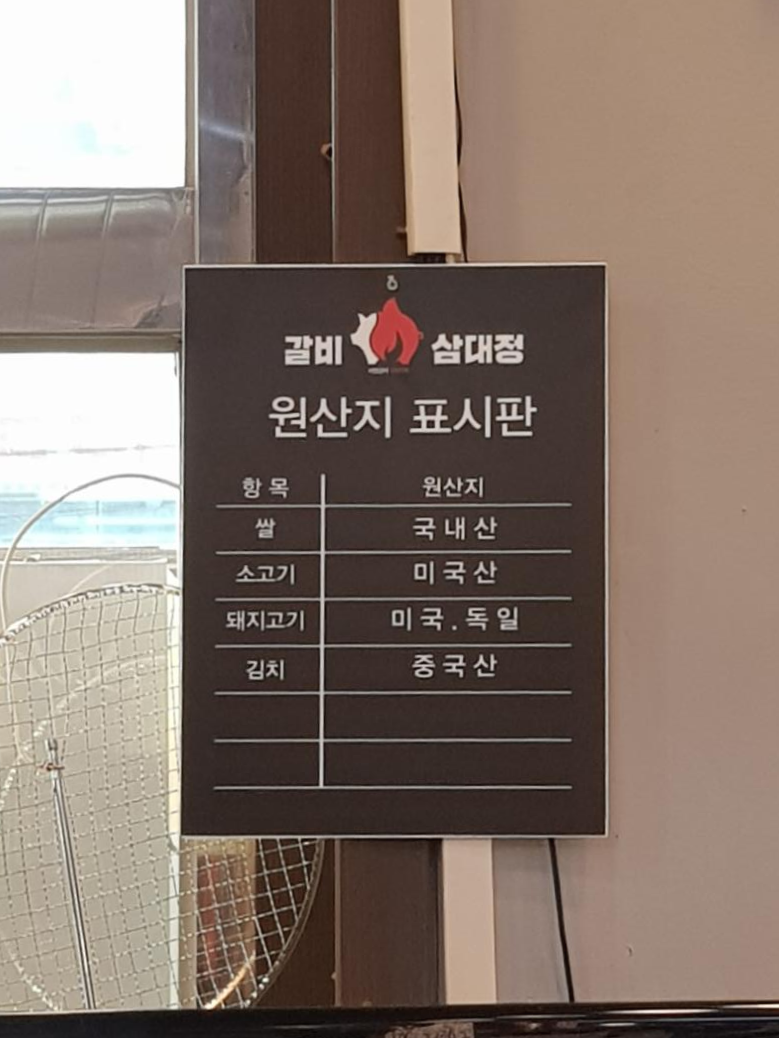 갈비 삼대정
원산지 표시판
항 목 원산지
쌀 국 내 산
소고기 미 국 산
돼지고기 미 국 . 독 일
김치 중 국 산